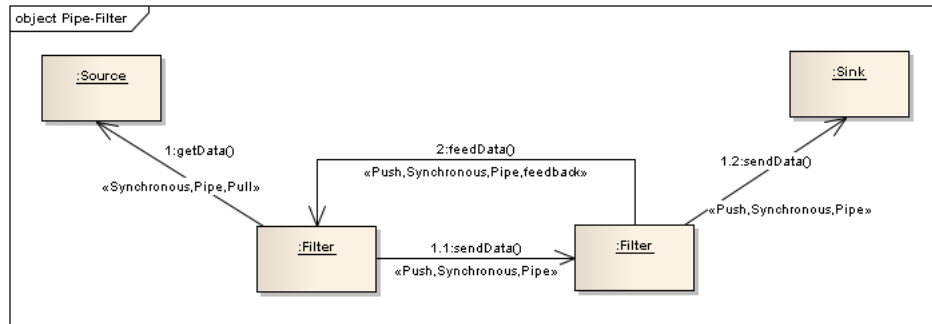 object Pipe-Filter
:Source
:Sink
1:getData()
«Synchronous,Pipe,Pull»
2:feedData()
«Push,Synchronous,Pipe,feedback»
1.2:sendData()
«Push,Synchronous,Pipe»
:Filter
1.1:sendData()
«Push,Synchronous,Pipe»
:Filter